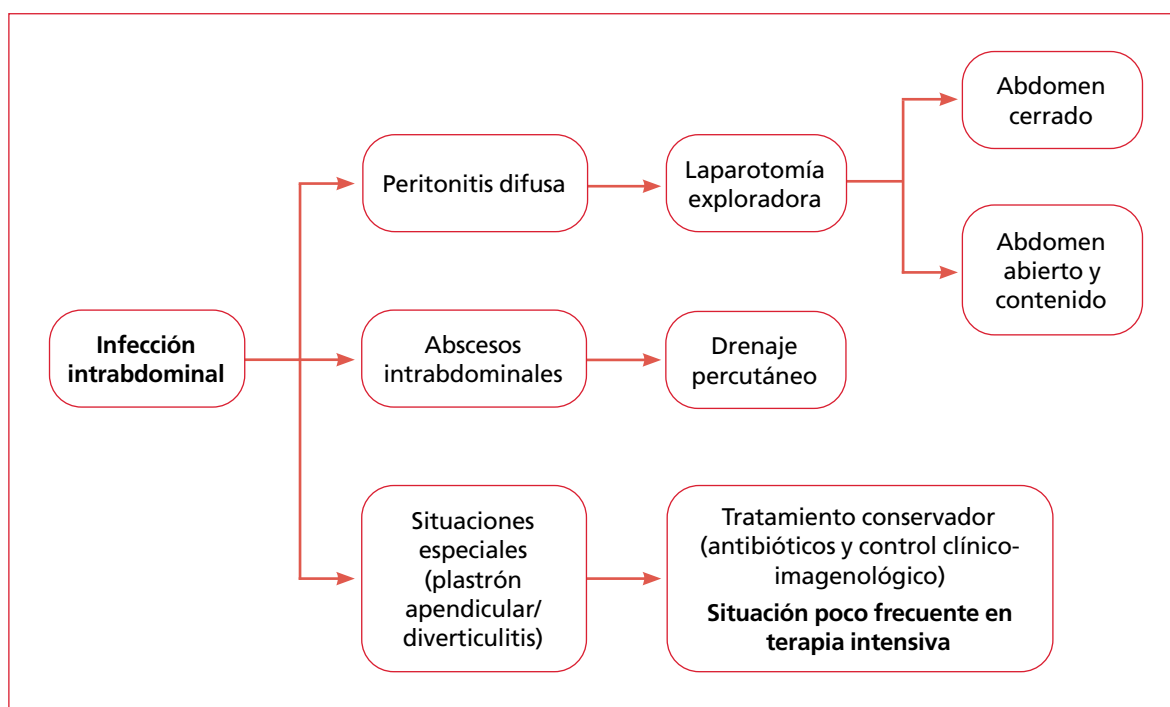 Infección
intrabdominal
Peritonitis difusa
Laparotomía
exploradora
Abdomen
cerrado
Abdomen
abierto y
contenido
Abscesos
intrabdominales
Drenaje
percutáneo
Situaciones
especiales
(plastrón
apendicular/
diverticulitis)
Tratamiento conservador
(antibióticos y control clínico-
imagenológico)
Situación poco frecuente en
terapia intensiva